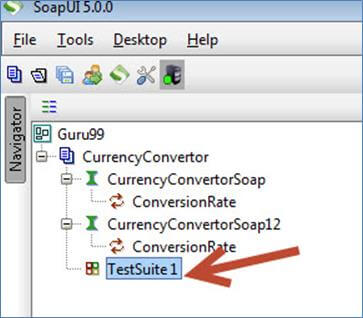 SoapUI 5.0.0
File Tools Desktop Help
Navigator
Guru99
CurrencyConvertor
CurrencyConvertorSoap
ConversionRate
CurrencyConvertorSoap12
ConversionRate
TestSuite 1